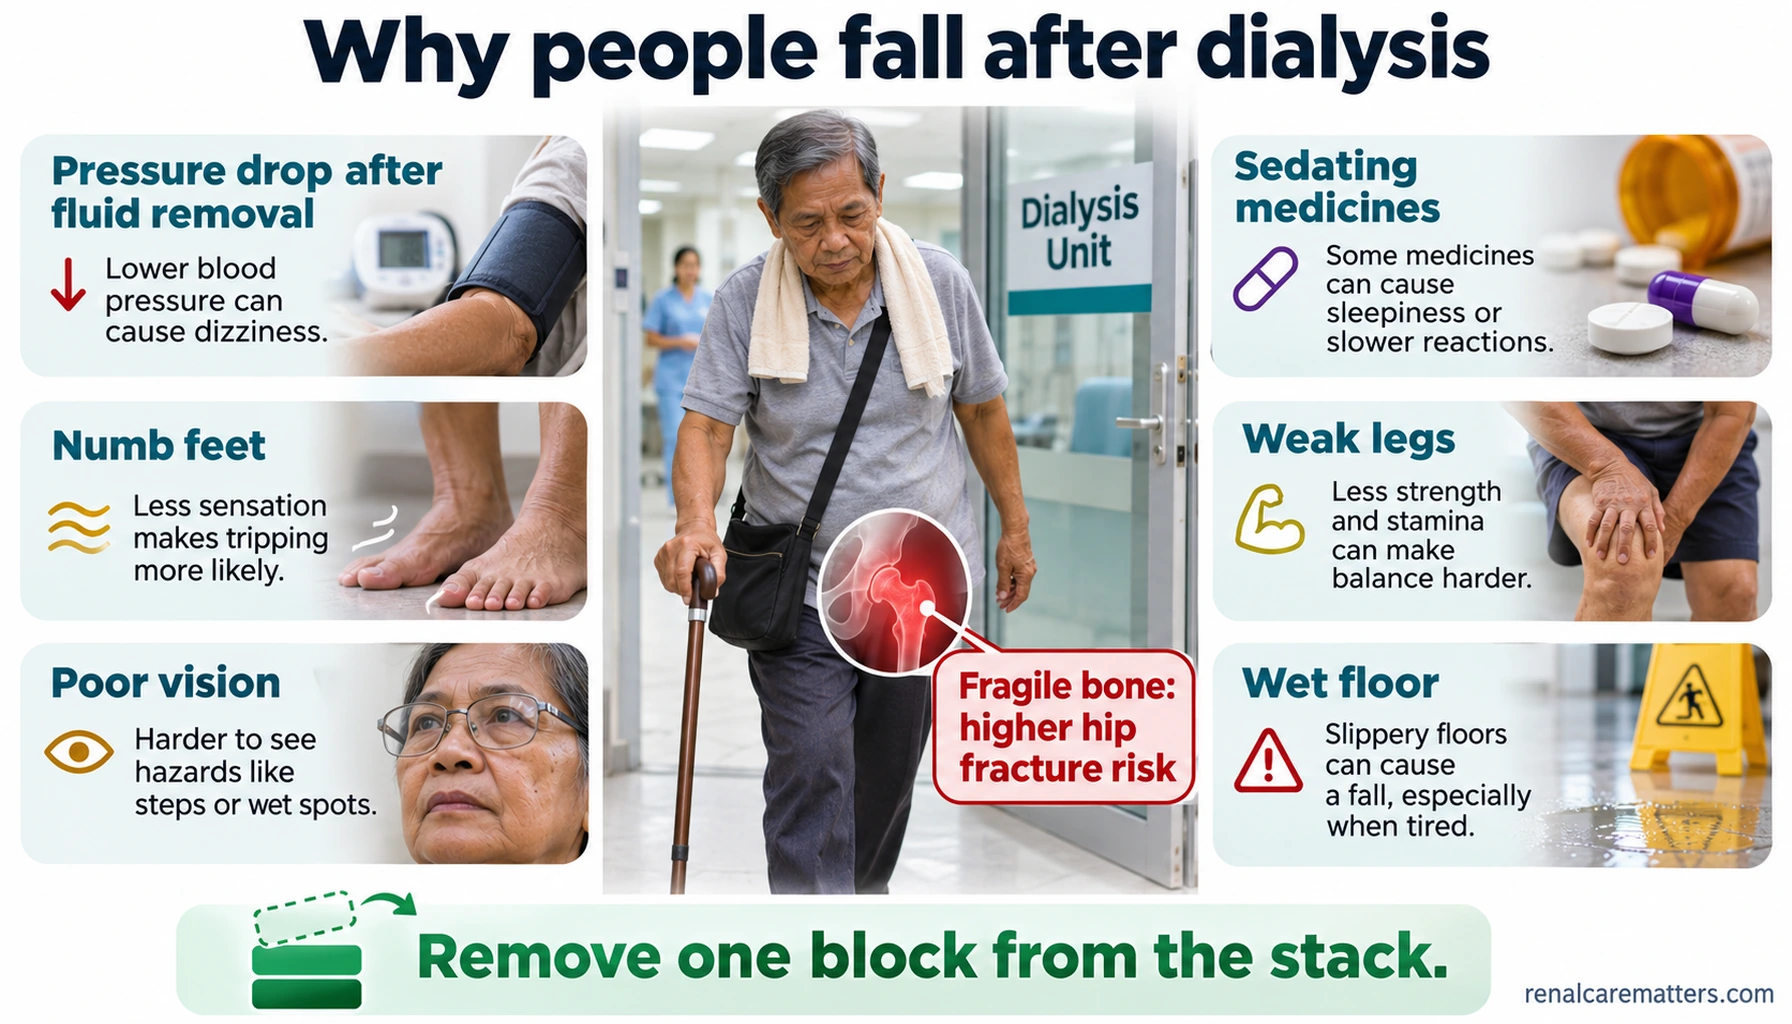 Why people fall after dialysis
Pressure drop after
fluid removal
Lower blood
pressure can
cause dizziness.
Numb feet
Less sensation
makes tripping
more likely.
Poor vision
Harder to see
hazards like
steps or wet spots.
Dialysis
Unit
Fragile bone:
higher hip
fracture risk
Sedating
medicines
Some medicines
can cause
sleepiness or
slower reactions.
Weak legs
Less strength
and stamina
can make
balance harder.
Wet floor
Slippery floors
can cause
a fall, especially
when tired.
Remove one block from the stack.
renalcarematters.com